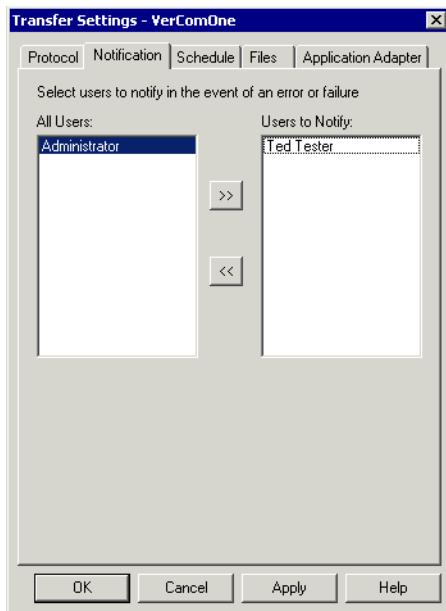 Transfer Settings - VerComOne
Protocol Notification Schedule Files Application Adapter
Select users to notify in the event of an error or failure
All Users: Users to Notify:
Administrator Ted Tester
>>
<<
OK Cancel Apply Help